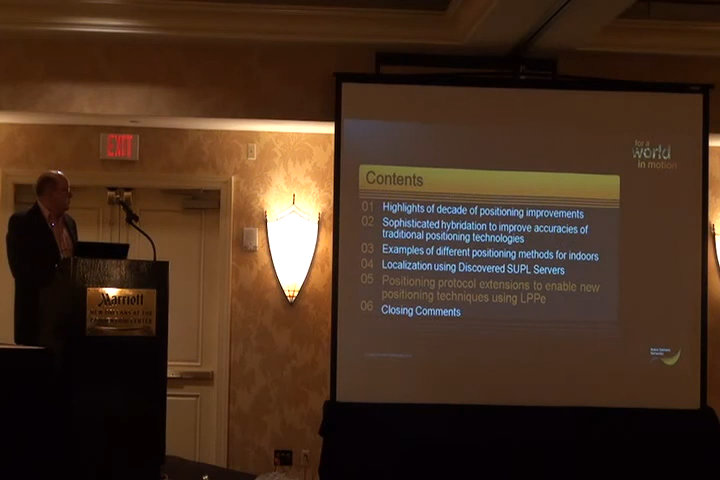 EXIT
for a
world
in motion
Contents
01 Highlights of decade of positioning improvements
02 Sophisticated hybridation to improve accuracies of
traditional positioning technologies
03 Examples of different positioning methods for indoors
04 Localization using Discovered SUPL Servers
05 Positioning protocol extensions to enable new
positioning techniques using LPPe
06 Closing Comments
Marriott